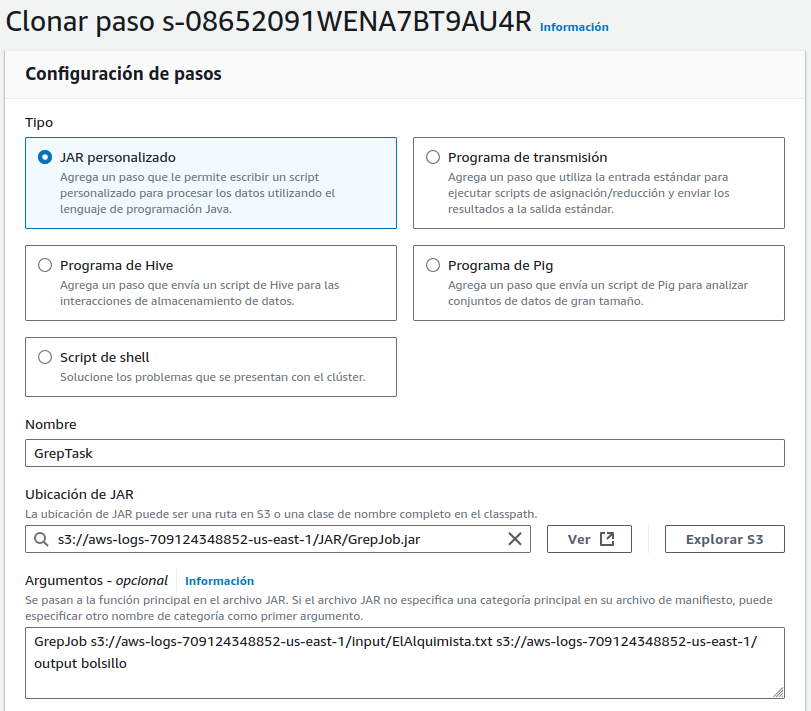 Clonar paso s-08652091WENA7BT9AU4R Información
Configuración de pasos
Tipo
JAR personalizado
Agrega un paso que le permite escribir un script
personalizado para procesar los datos utilizando el
lenguaje de programación Java.
Programa de transmisión
Agrega un paso que utiliza la entrada estándar para
ejecutar scripts de asignación/reducción y enviar los
resultados a la salida estándar.
Programa de Hive
Agrega un paso que envía un script de Hive para las
interacciones de almacenamiento de datos.
Programa de Pig
Agrega un paso que envía un script de Pig para analizar
conjuntos de datos de gran tamaño.
Script de shell
Solucione los problemas que se presentan con el clúster.
Nombre
GrepTask
Ubicación de JAR
La ubicación de JAR puede ser una ruta en S3 o una clase de nombre completo en el classpath.
s3://aws-logs-709124348852-us-east-1/JAR/GrepJob.jar
Ver
Explorar S3
Argumentos - opcional Información
Se pasan a la función principal en el archivo JAR. Si el archivo JAR no especifica una categoría principal en su archivo de manifiesto, puede
especificar otro nombre de categoría como primer argumento.
GrepJob s3://aws-logs-709124348852-us-east-1/input/ElAlquimista.txt s3://aws-logs-709124348852-us-east-1/
output bolsillo